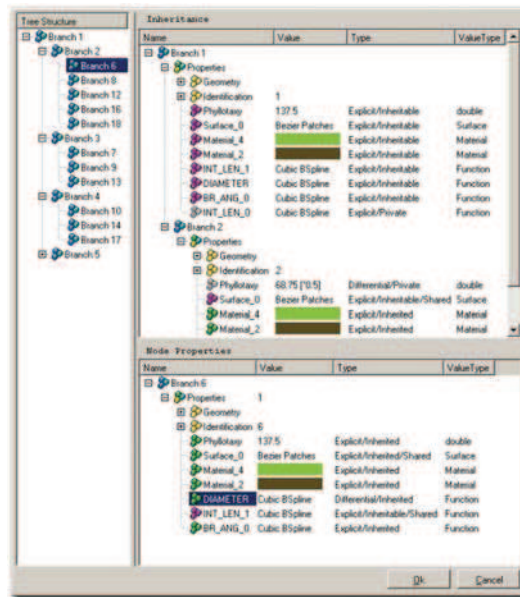 Tree Structure
Branch 1
Branch 2
Branch 6
Branch 8
Branch 12
Branch 16
Branch 18
Branch 3
Branch 7
Branch 9
Branch 13
Branch 4
Branch 10
Branch 14
Branch 17
Branch 5
Inheritance
Name Value Type ValueType
Branch 1
Properties
Geometry
Identification 1
Phyllotaxy 137.5 Explicit/Inheritable double
Surface_0 Bezier Patches Explicit/Inheritable Surface
Material_4 Explicit/Inheritable Material
Material_2 Explicit/Inheritable Material
INT_LEN_1 Cubic BSpline Explicit/Inheritable Function
DIAMETER Cubic BSpline Explicit/Inheritable Function
BR_ANG_0 Cubic BSpline Explicit/Inheritable Function
INT_LEN_0 Cubic BSpline Explicit/Private Function
Branch 2
Properties
Geometry
Identification 2
Phyllotaxy 68.75 [*0.5] Differential/Private double
Surface_0 Bezier Patches Explicit/Inheritable/Shared Surface
Material_4 Explicit/Inherited Material
Material_2 Explicit/Inherited Material
Node Properties
Name Value Type ValueType
Branch 6
Properties 1
Geometry
Identification 6
Phyllotaxy 137.5 Explicit/Inherited double
Surface_0 Bezier Patches Explicit/Inherited/Shared Surface
Material_4 Explicit/Inherited Material
Material_2 Explicit/Inherited Material
DIAMETER Cubic BSpline Differential/Inherited Function
INT_LEN_1 Cubic BSpline Explicit/Inheritable/Shared Function
BR_ANG_0 Cubic BSpline Explicit/Inherited Function
Ok Cancel